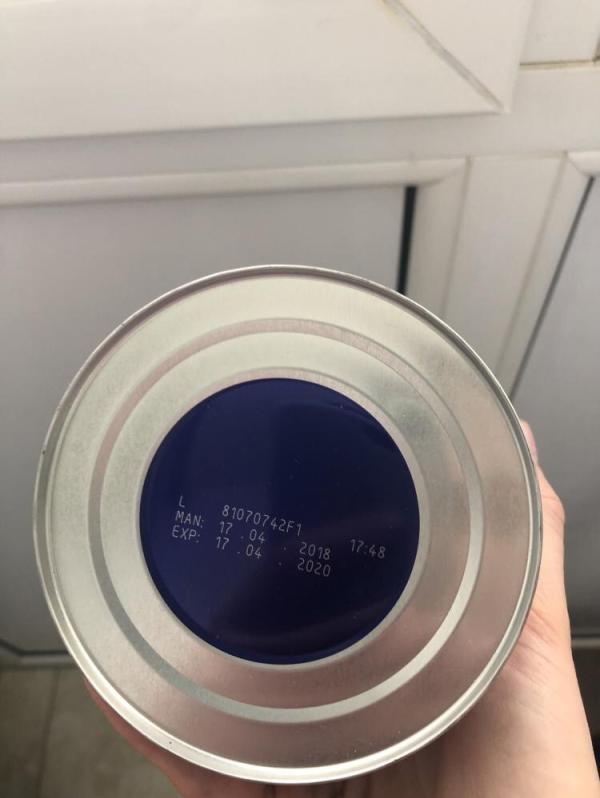 L 81070742F1
MAN: 17 . 04 . 2018 17:48
EXP: 17 . 04 . 2020